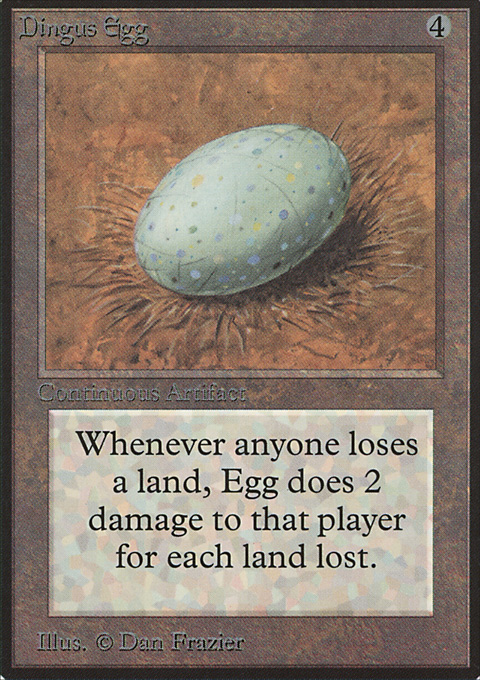 Dingus Egg 4
Continuous Artifact
Whenever anyone loses
a land, Egg does 2
damage to that player
for each land lost.
Illus. © Dan Frazier